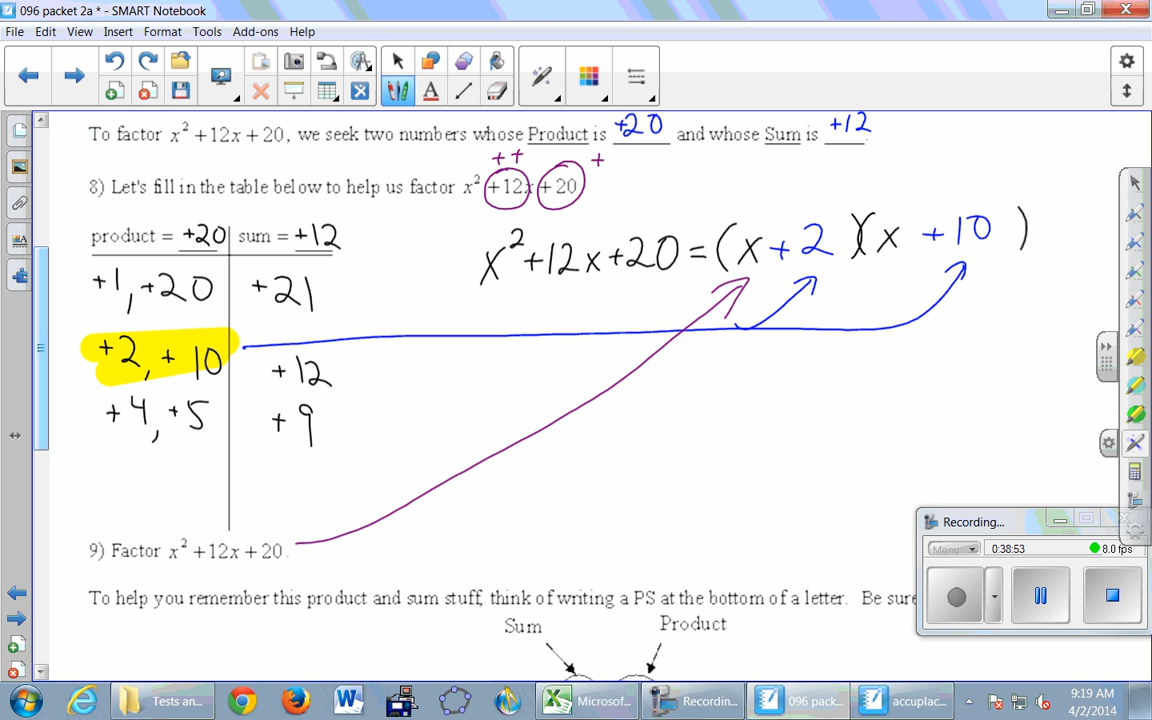 096 packet 2a * - SMART Notebook
File Edit View Insert Format Tools Add-ons Help
To factor x² +12x + 20, we seek two numbers whose Product is +20 and whose Sum is +12.
+ + +
8) Let's fill in the table below to help us factor x² +12x + 20
product = +20 sum = +12
x²+12x+20 = (x + 2)(x + 10)
+1, +20 +21
+2, + 10 +12
+4, +5 + 9
9) Factor x² +12x + 20.
To help you remember this product and sum stuff, think of writing a PS at the bottom of a letter. Be sure
Sum Product
Recording...
Menu 0:38:53 8.0 fps
Tests an... Microsof... Recording... 096 pack... accuplac...
9:19 AM
4/2/2014